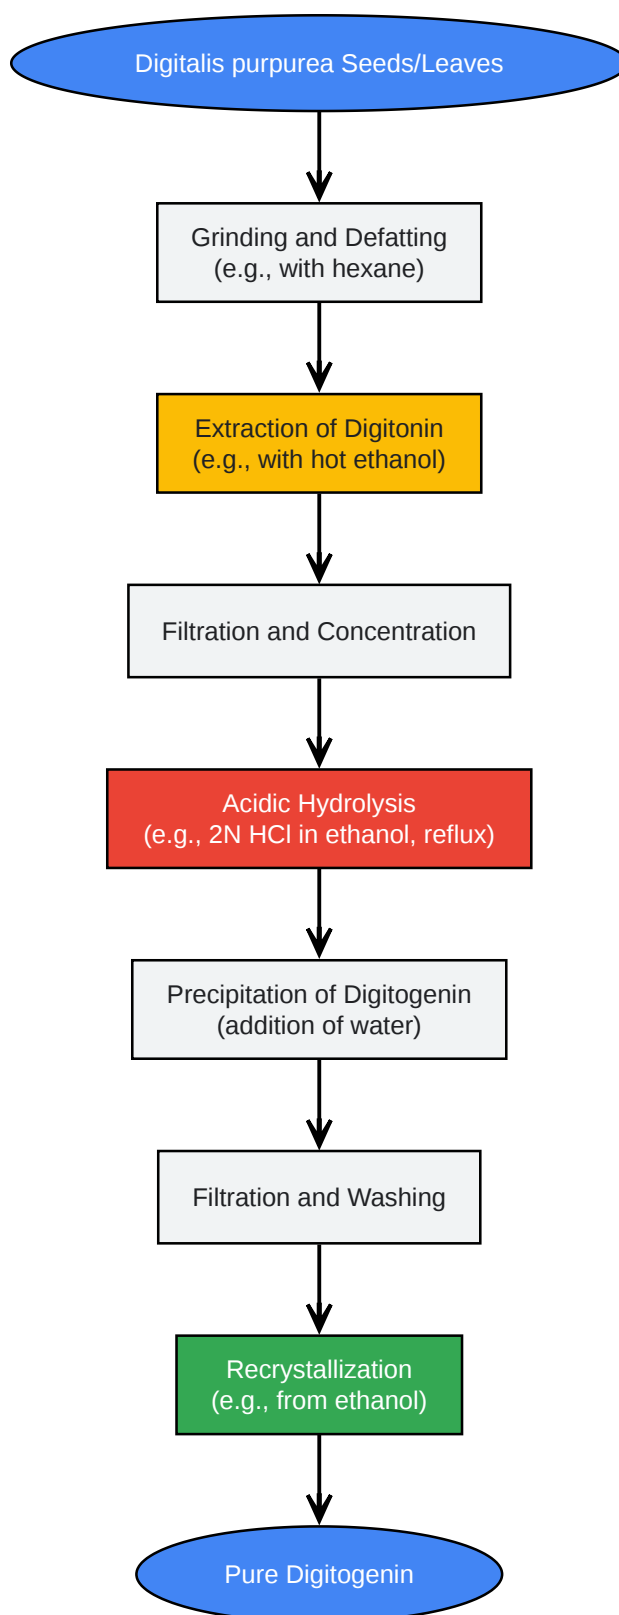 Digitalis purpurea Seeds/Leaves
Grinding and Defatting
(e.g., with hexane)
Extraction of Digitonin
(e.g., with hot ethanol)
Filtration and Concentration
Acidic Hydrolysis
(e.g., 2N HCl in ethanol, reflux)
Precipitation of Digitogenin
(addition of water)
Filtration and Washing
Recrystallization
(e.g., from ethanol)
Pure Digitogenin